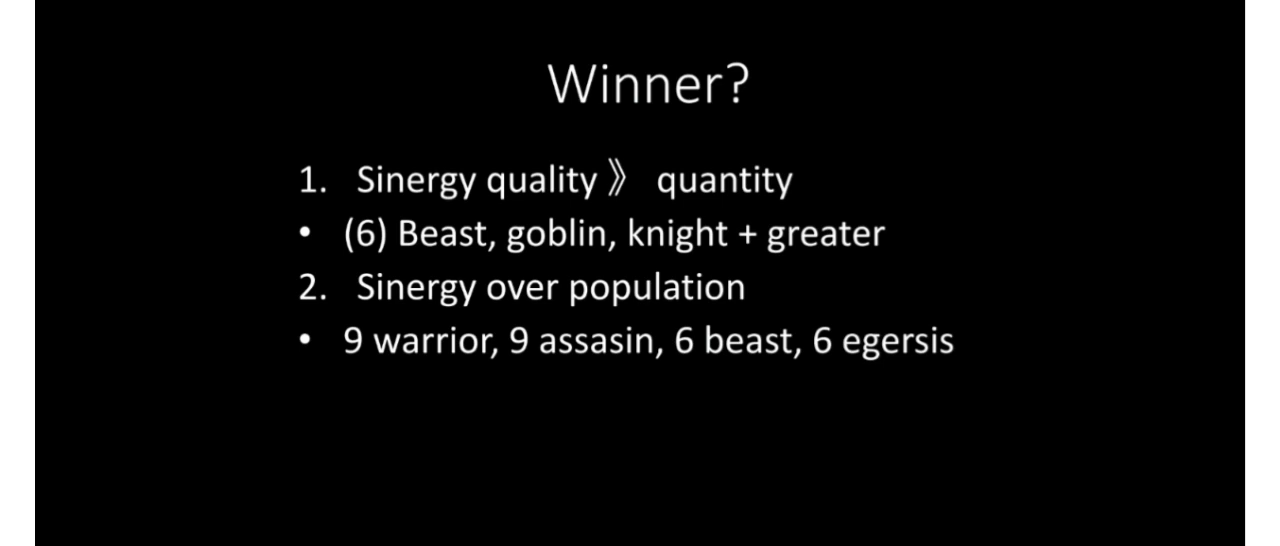 Winner?
1. Sinergy quality 》 quantity
• (6) Beast, goblin, knight + greater
2. Sinergy over population
• 9 warrior, 9 assasin, 6 beast, 6 egersis